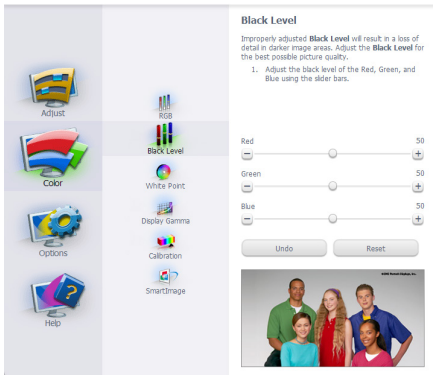 Black Level
Improperly adjusted Black Level will result in a loss of
detail in darker image areas. Adjust the Black Level for
the best possible picture quality.
1. Adjust the black level of the Red, Green, and
Blue using the slider bars.
Adjust
Color
Options
Help
RGB
Black Level
White Point
Display Gamma
Calibration
SmartImage
Red 50
Green 50
Blue 50
Undo Reset